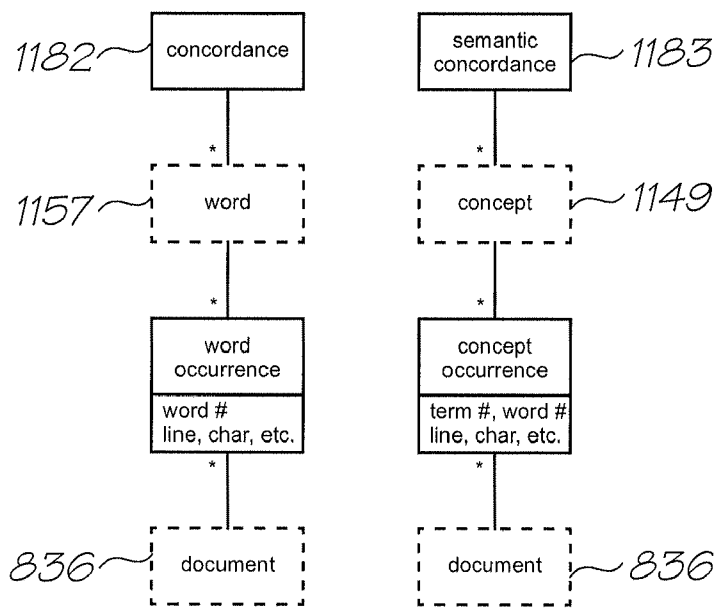 1182
concordance
semantic
concordance
1183
*
*
1157
word
concept
1149
*
*
word
occurrence
word #
line, char, etc.
concept
occurrence
term #, word #
line, char, etc.
*
*
836
document
document
836